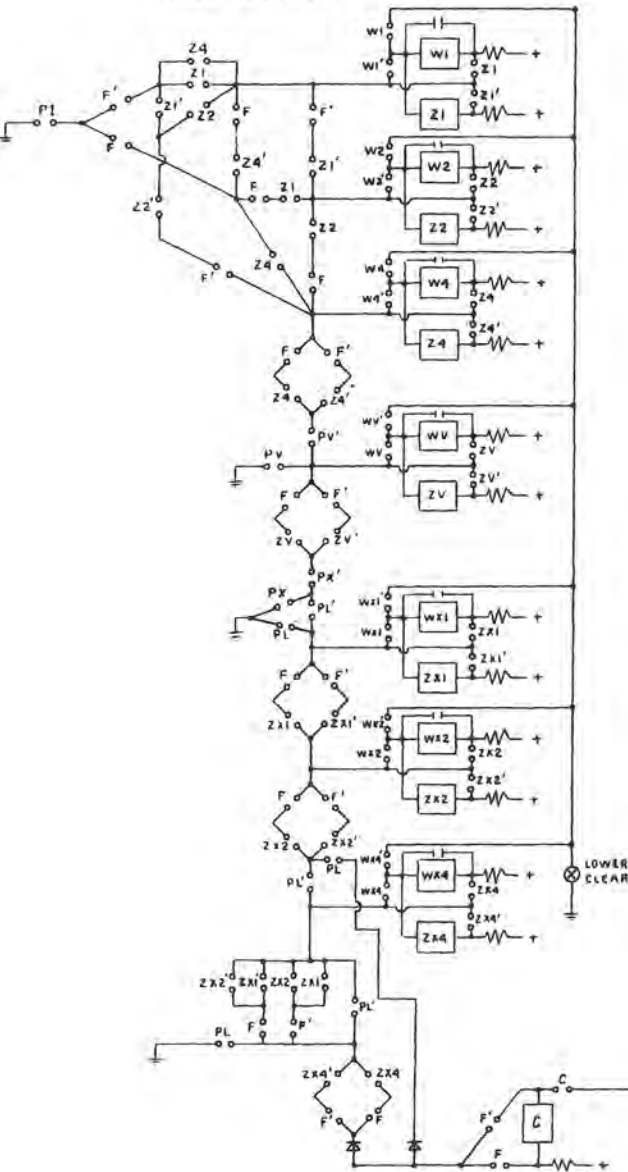 W1
W1
Z1
+
W1'
Z1'
Z1
+
Z4
Z1
PI
F'
Z1'
Z2
F
F'
F
Z4'
Z1'
W2
W2
Z2
+
W2'
Z2'
Z2
+
Z2'
F
Z1
Z2
F'
Z4
F
W4
W4
Z4
+
W4'
Z4'
Z4
+
F
F'
Z4
Z4'
PV'
PV
WV'
WV
ZV
+
WV
ZV'
ZV
+
F
F'
ZV
ZV'
PX'
PX
PL'
PL
WX1'
WX1
ZX1
+
WX1
ZX1'
ZX1
+
F
F'
ZX1
ZX1'
WX2'
WX2
ZX2
+
WX2
ZX2'
ZX2
+
F
F'
ZX2
ZX2'
PL'
PL
WX4'
WX4
ZX4
+
WX4
ZX4'
ZX4
+
LOWER
CLEAR
ZX2'
ZX1'
ZX2
ZX1
PL'
F
F'
PL
ZX4'
ZX4
F'
F
F'
C
C
F
+